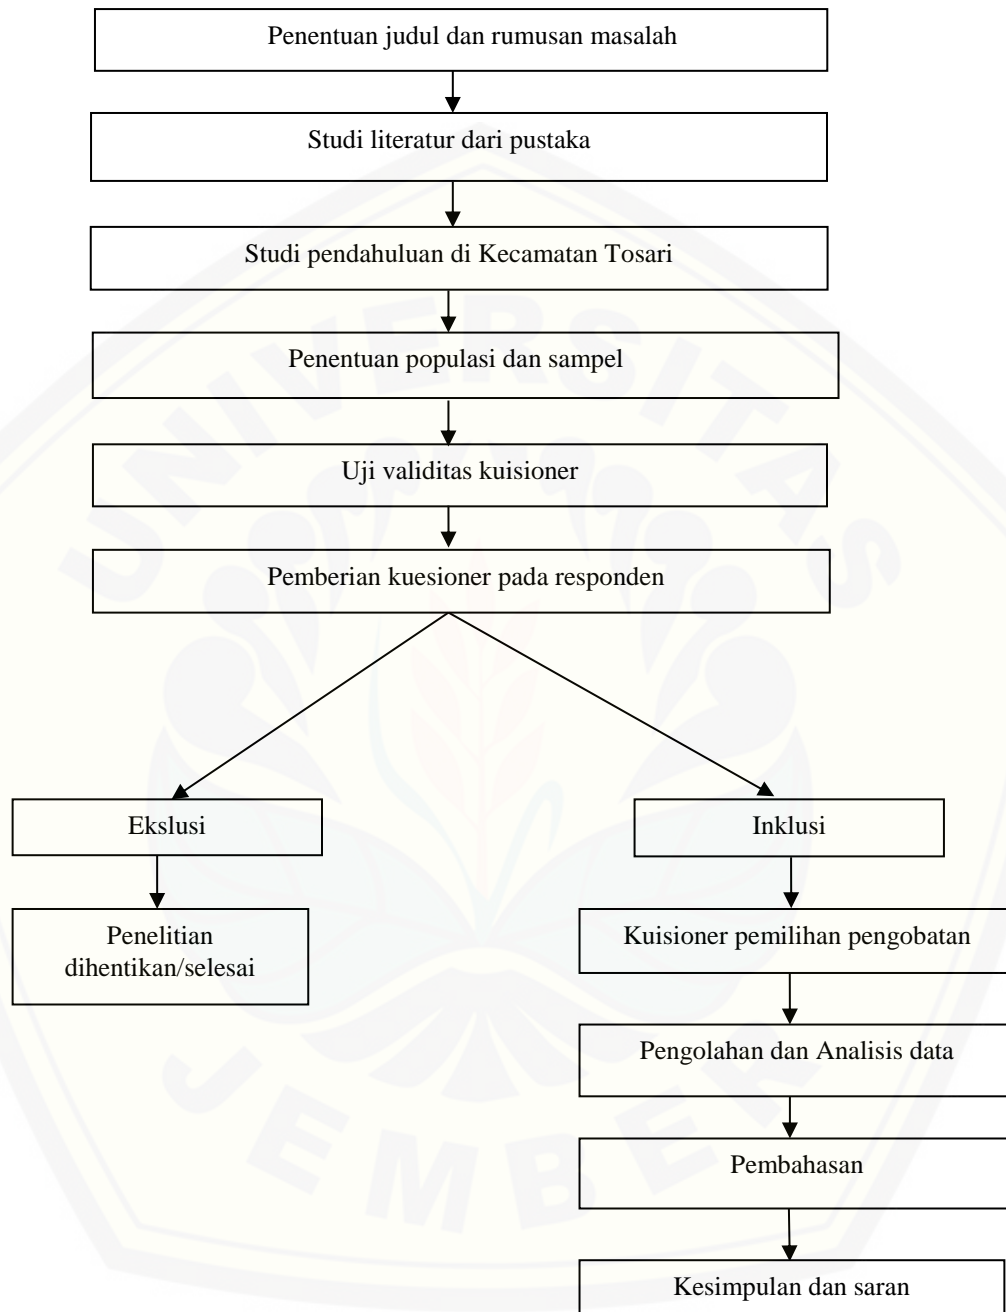 Penentuan judul dan rumusan masalah
Studi literatur dari pustaka
Studi pendahuluan di Kecamatan Tosari
Penentuan populasi dan sampel
Uji validitas kuisioner
Pemberian kuesioner pada responden
Ekslusi
Inklusi
Penelitian
dihentikan/selesai
Kuisioner pemilihan pengobatan
Pengolahan dan Analisis data
Pembahasan
Kesimpulan dan saran
UNIVERSITAS
JEMBER